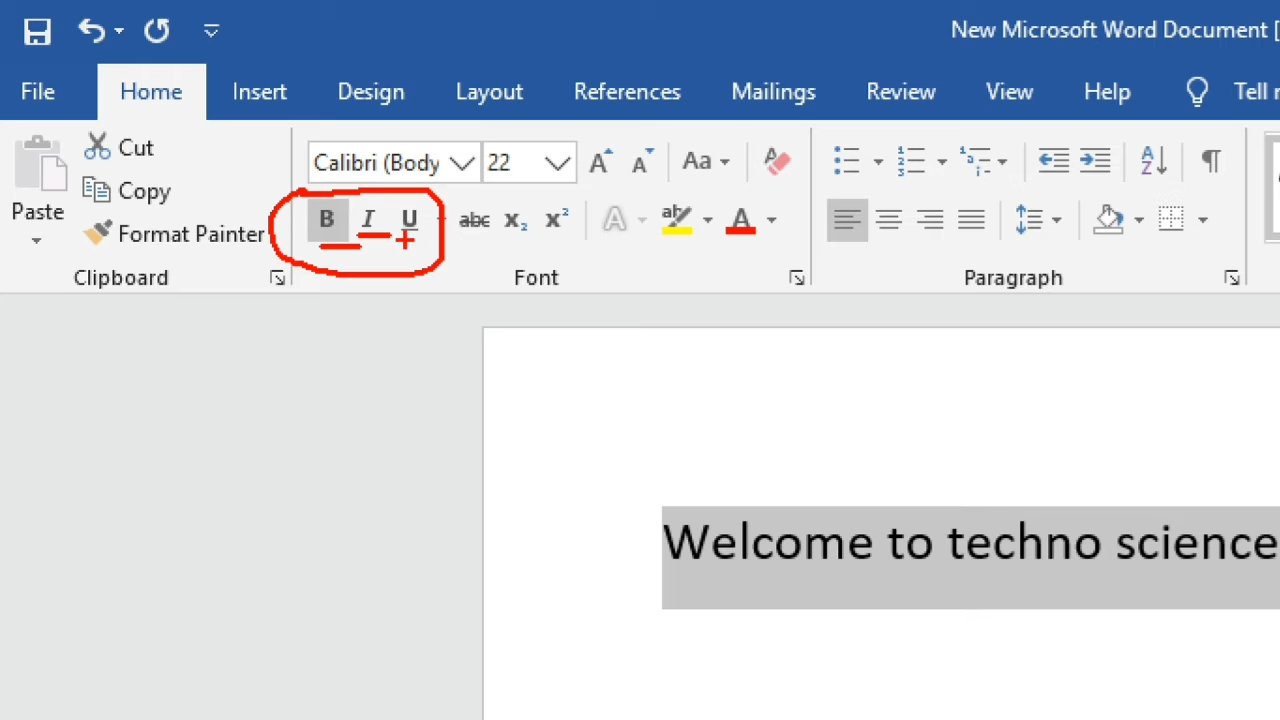 New Microsoft Word Document [
File Home Insert Design Layout References Mailings Review View Help Tell
Cut
Copy
Paste
Format Painter
Clipboard
Calibri (Body 22 A A Aa A
B I U abc x₂ x² A ab A
Font
A Z ¶
Paragraph
Welcome to techno science